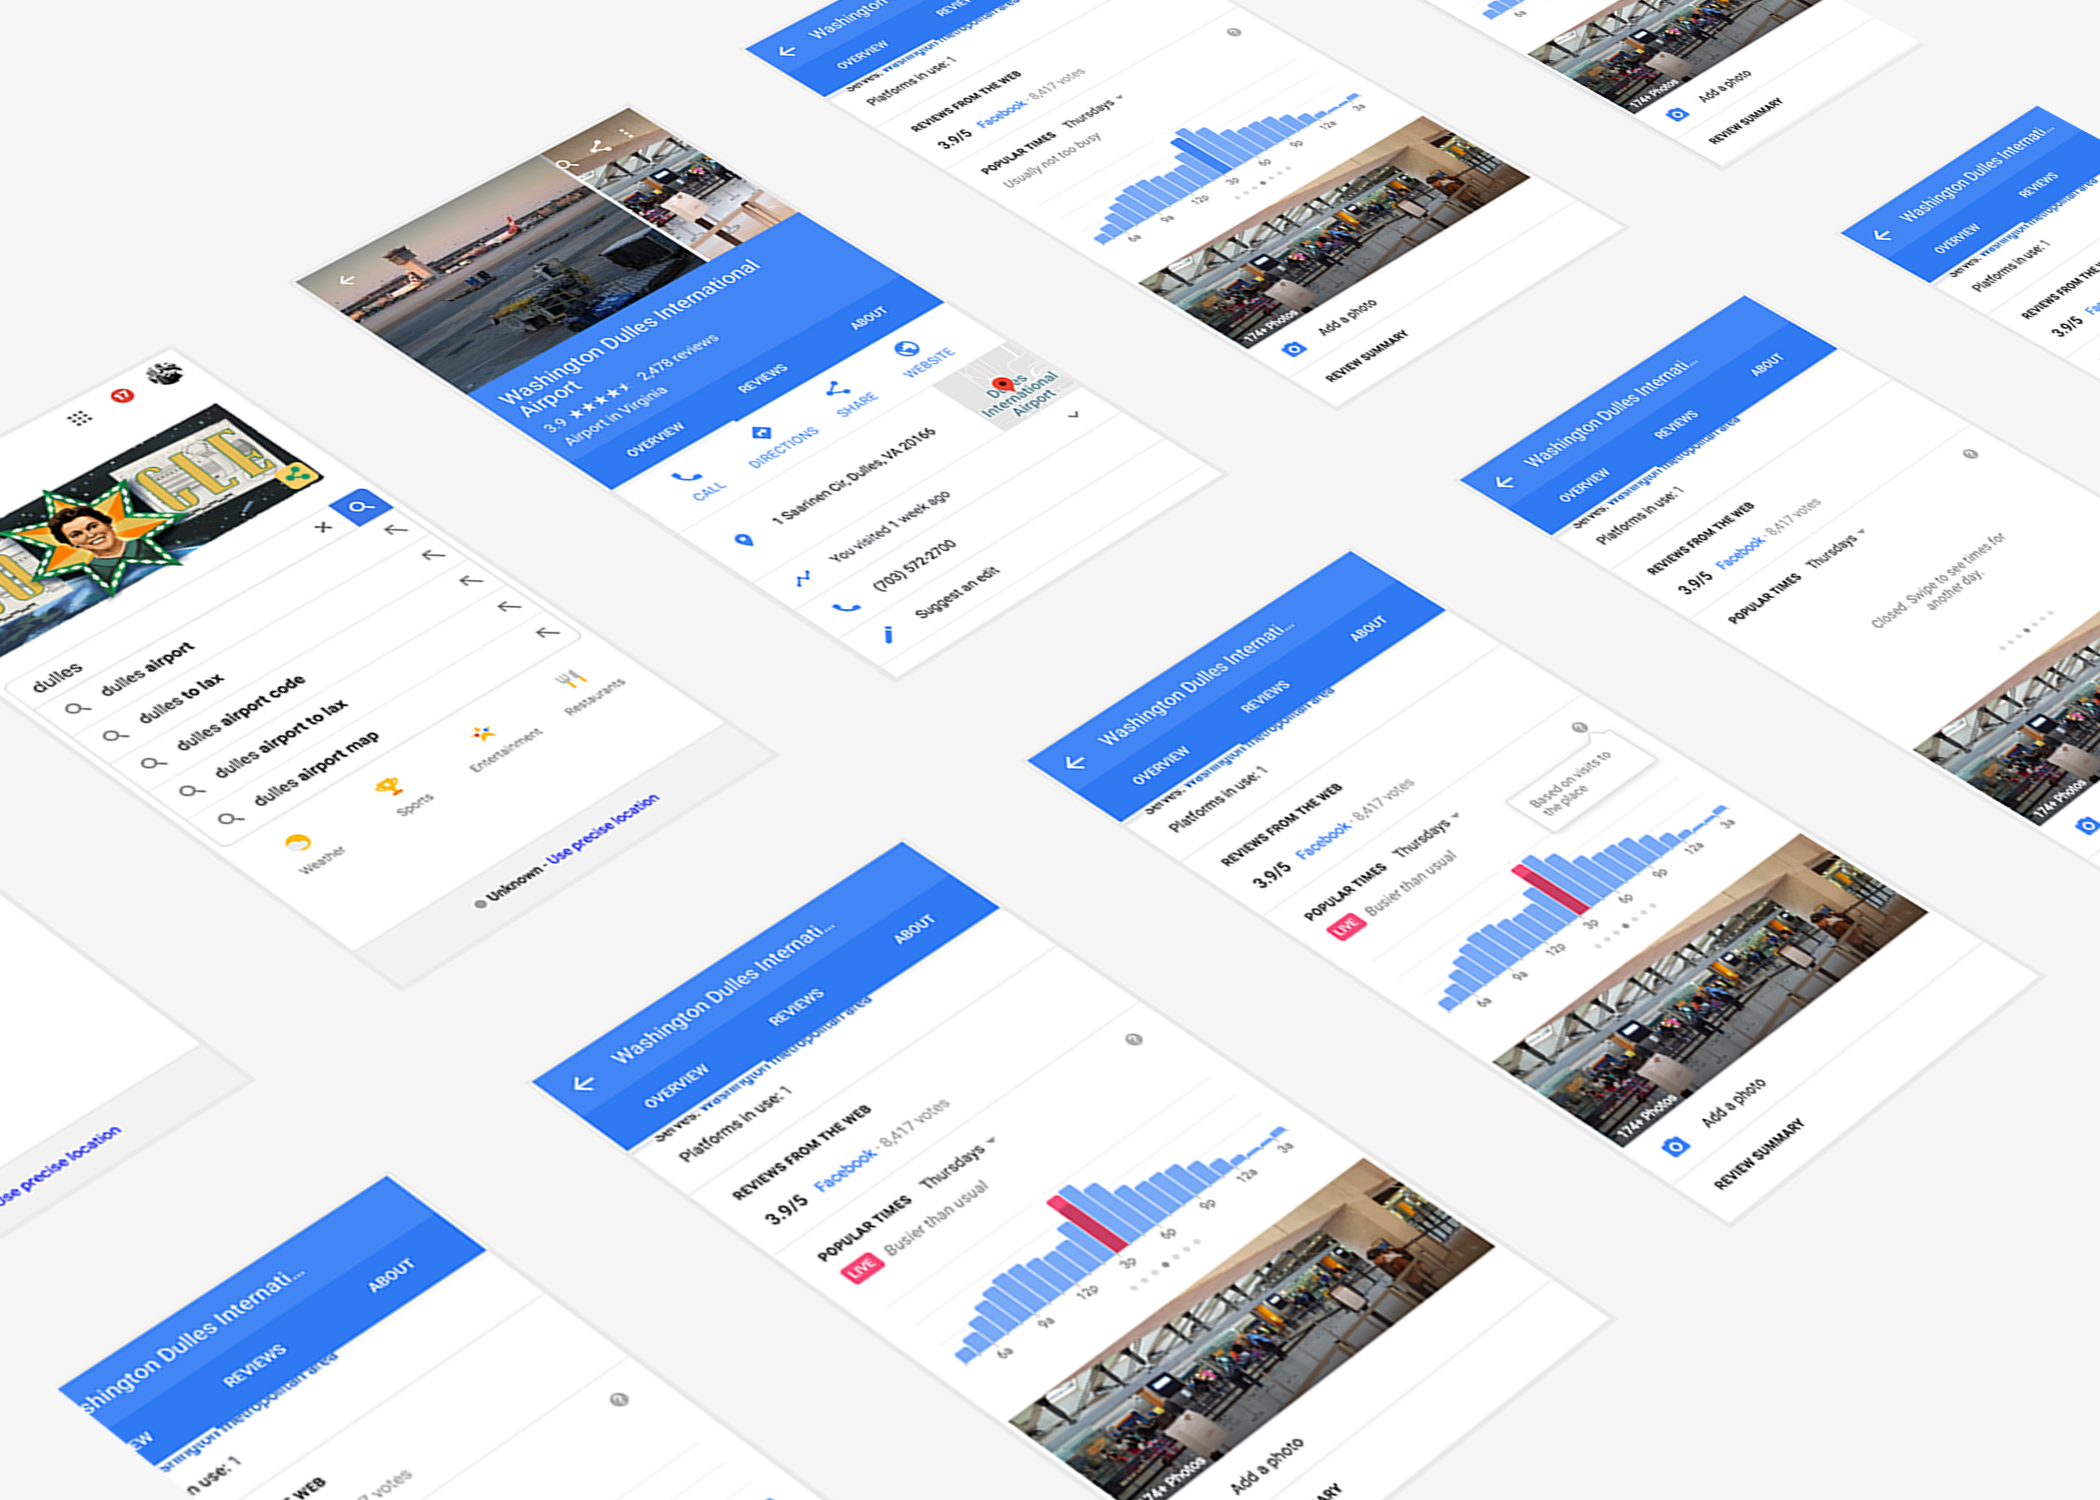 17
dulles
dulles airport
dulles to lax
dulles airport code
dulles airport to lax
dulles airport map
Weather
Sports
Entertainment
Restaurants
Unknown - Use precise location
Use precise location
Washington Dulles International
Airport
3.9 2,478 reviews
Airport in Virginia
OVERVIEW
REVIEWS
ABOUT
CALL
DIRECTIONS
SHARE
WEBSITE
Dulles
International
Airport
1 Saarinen Cir, Dulles, VA 20166
You visited 1 week ago
(703) 572-2700
Suggest an edit
Washington
OVERVIEW
Serves: Washington metropolitan area
Platforms in use: 1
REVIEWS FROM THE WEB
3.9/5 Facebook · 8,417 votes
POPULAR TIMES Thursdays
Usually not too busy
6a 9a 12p 3p 6p 9p 12a 3a
174+ Photos
Add a photo
REVIEW SUMMARY
6a
174+ Photos
Add a photo
REVIEW SUMMARY
Washington Dulles Internati...
OVERVIEW REVIEWS
Serves: Washington metropolitan area
Platforms in use: 1
REVIEWS FROM THE WEB
3.9/5
Washington Dulles Internati...
OVERVIEW REVIEWS ABOUT
Serves: Washington metropolitan area
Platforms in use: 1
REVIEWS FROM THE WEB
3.9/5 Facebook · 8,417 votes
POPULAR TIMES Thursdays
Closed. Swipe to see times for
another day.
174+ Photos
Washington Dulles Internati...
OVERVIEW REVIEWS ABOUT
Serves: Washington metropolitan area
Platforms in use: 1
REVIEWS FROM THE WEB
3.9/5 Facebook · 8,417 votes
POPULAR TIMES Thursdays
LIVE Busier than usual
Based on visits to
the place
6a 9a 12p 3p 6p 9p 12a 3a
174+ Photos
Add a photo
REVIEW SUMMARY
Washington Dulles Internati...
OVERVIEW REVIEWS ABOUT
Serves: Washington metropolitan area
Platforms in use: 1
REVIEWS FROM THE WEB
3.9/5 Facebook · 8,417 votes
POPULAR TIMES Thursdays
LIVE Busier than usual
6a 9a 12p 3p 6p 9p 12a 3a
174+ Photos
Add a photo
shington Dulles Internati...
EW REVIEWS ABOUT
shington metropolitan area
n use: 1
WEB
7 votes